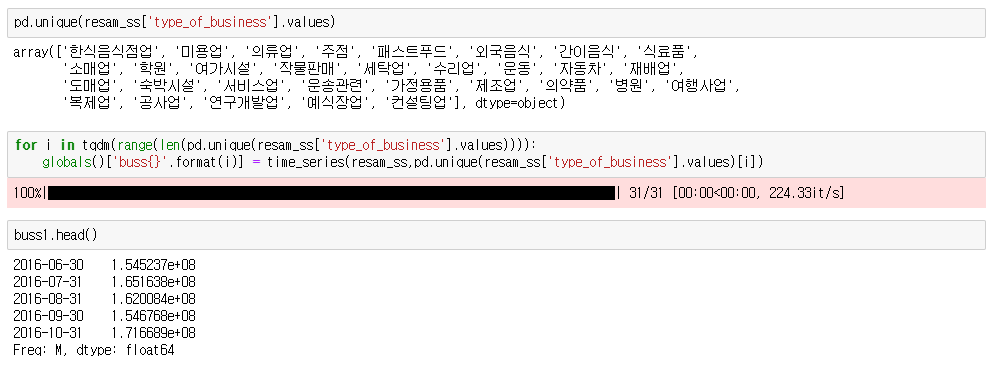 pd.unique(resam_ss['type_of_business'].values)
array(['한식음식점업', '미용업', '의류업', '주점', '패스트푸드', '외국음식', '간이음식', '식료품',
'소매업', '학원', '여가시설', '작물판매', '세탁업', '수리업', '운동', '자동차', '재배업',
'도매업', '숙박시설', '서비스업', '운송관련', '가정용품', '제조업', '의약품', '병원', '여행사업',
'복제업', '공사업', '연구개발업', '예식장업', '컨설팅업'], dtype=object)
for i in tqdm(range(len(pd.unique(resam_ss['type_of_business'].values)))):
globals()['buss{}'.format(i)] = time_series(resam_ss,pd.unique(resam_ss['type_of_business'].values)[i])
100%|██████████| 31/31 [00:00<00:00, 224.33it/s]
buss1.head()
2016-06-30 1.545237e+08
2016-07-31 1.651638e+08
2016-08-31 1.620084e+08
2016-09-30 1.546768e+08
2016-10-31 1.716689e+08
Freq: M, dtype: float64